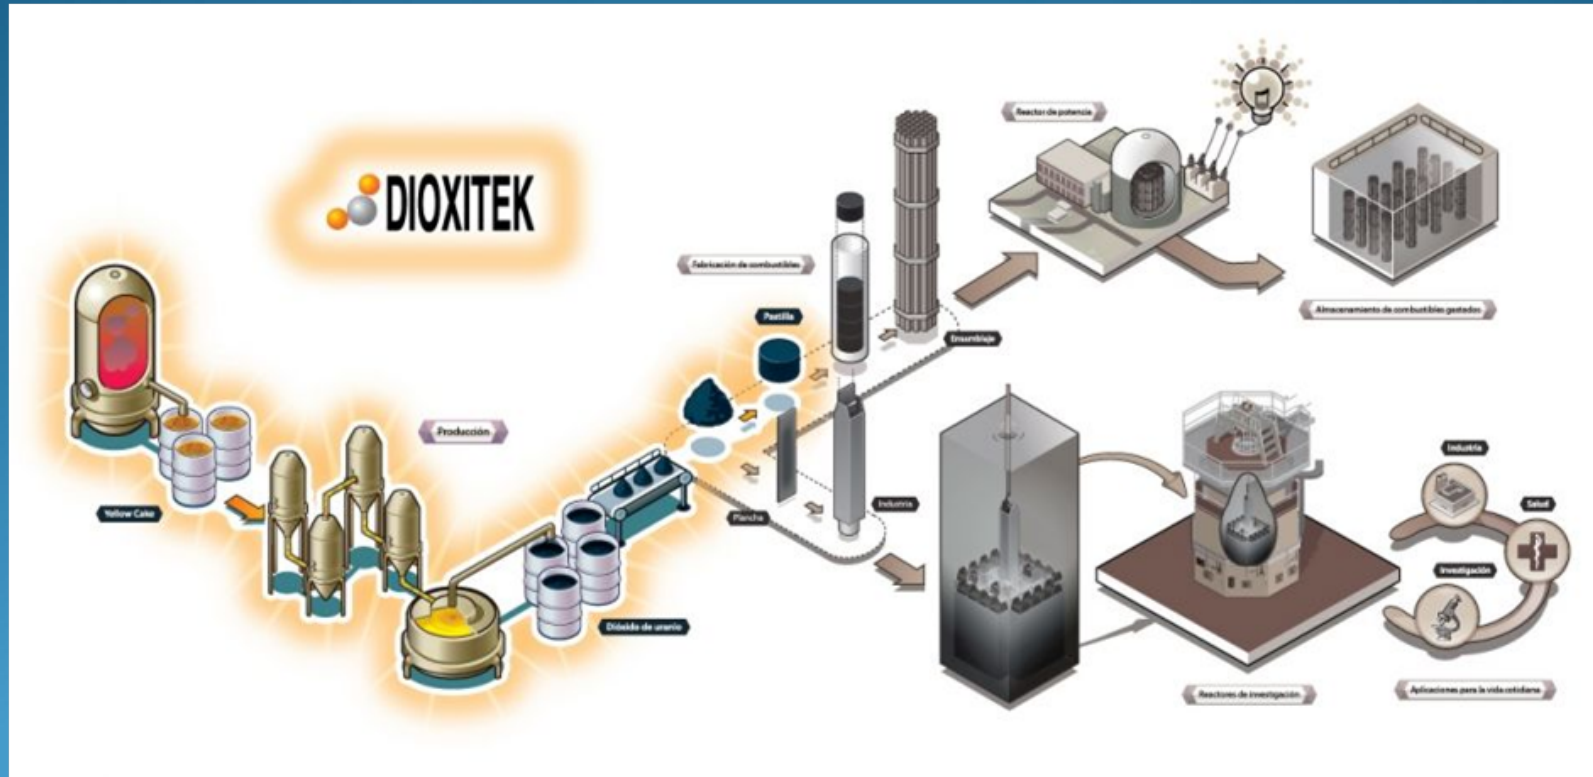 DIOXITEK
Yellow Cake
Producción
Dióxido de uranio
Fabricación de combustibles
Pastilla
Ensamblaje
Plancha
Industria
Reactor de potencia
Almacenamiento de combustibles gastados
Reactores de investigación
Industria
Salud
Investigación
Aplicaciones para la vida cotidiana